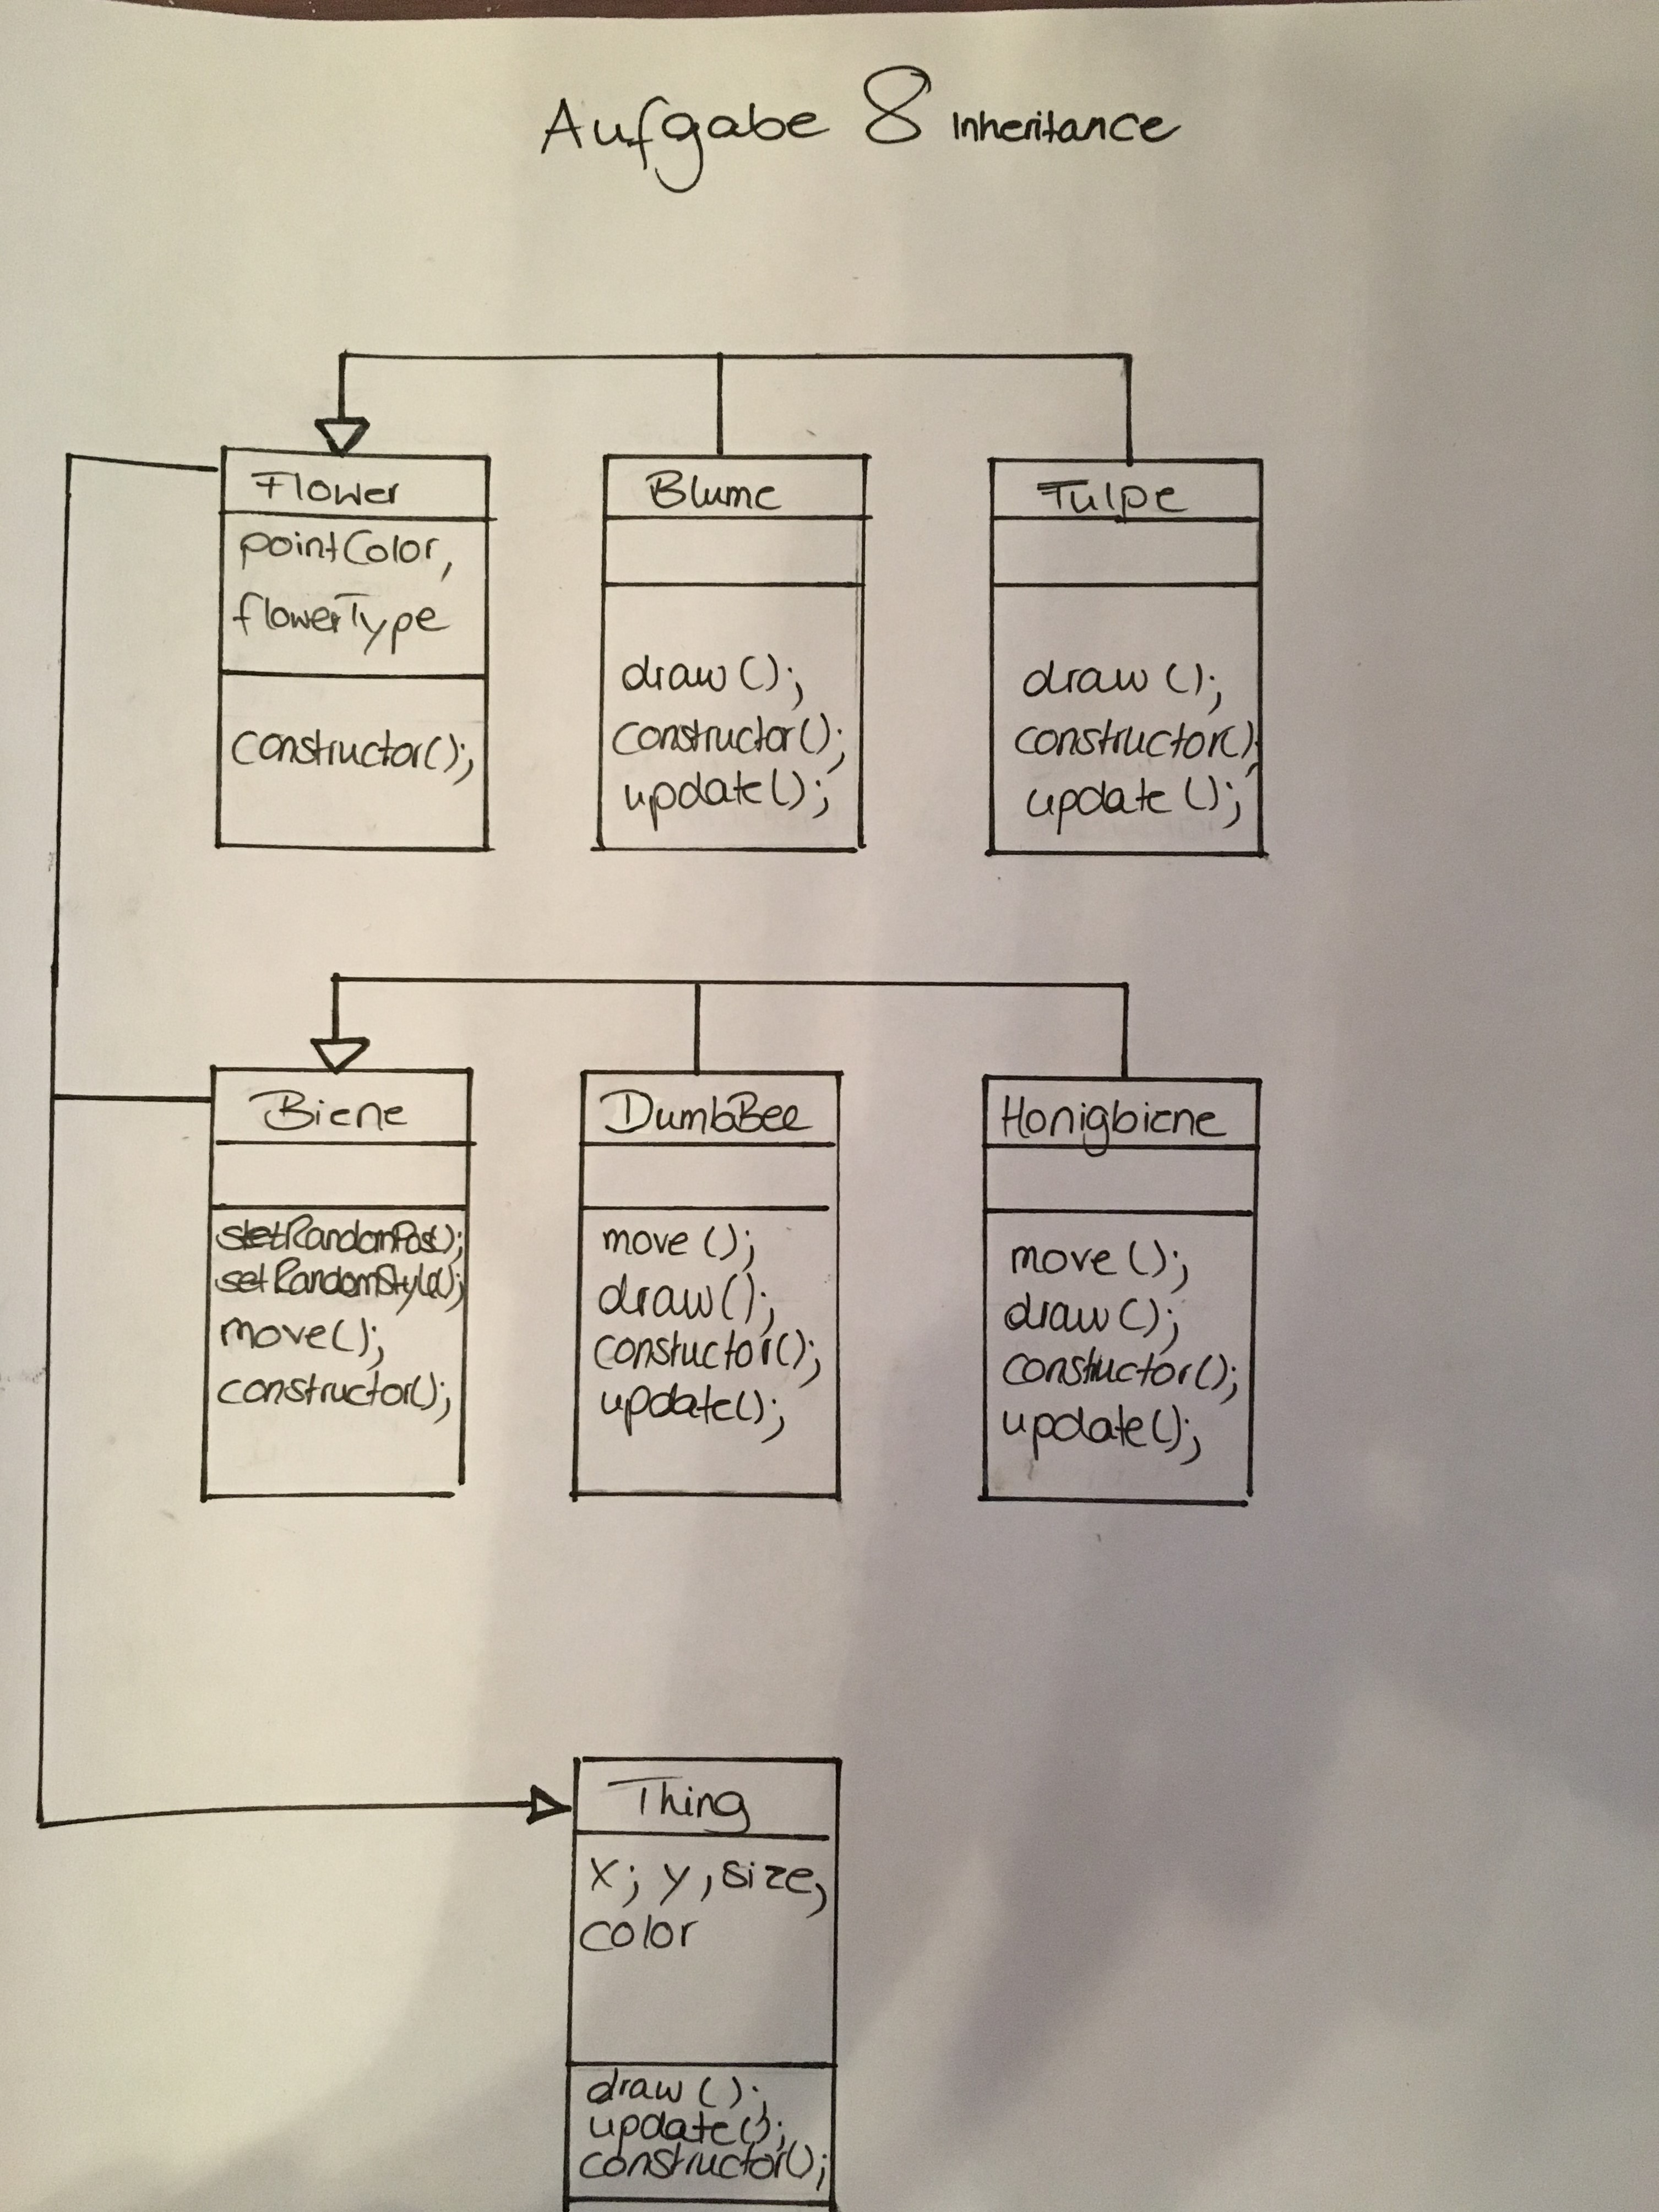 Aufgabe 8 Inheritance
Flower
pointColor,
flowerType
constructor();
Blume
draw();
constructor();
update();
Tulpe
draw();
constructor();
update();
Biene
setRandomPos();
setRandomStyle();
move();
constructor();
DumbBee
move();
draw();
constuctor();
update();
Honigbiene
move();
draw();
constuctor();
update();
Thing
x; y, size,
color
draw();
update();
constructor();